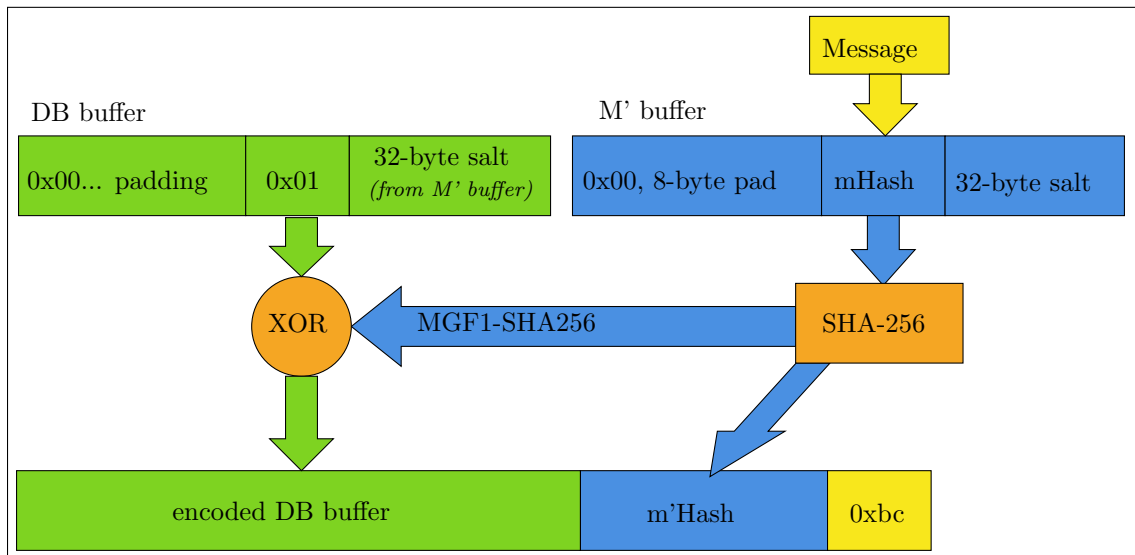 Message
DB buffer
M' buffer
0x00... padding
0x01
32-byte salt
(from M' buffer)
0x00, 8-byte pad
mHash
32-byte salt
XOR
MGF1-SHA256
SHA-256
encoded DB buffer
m'Hash
0xbc